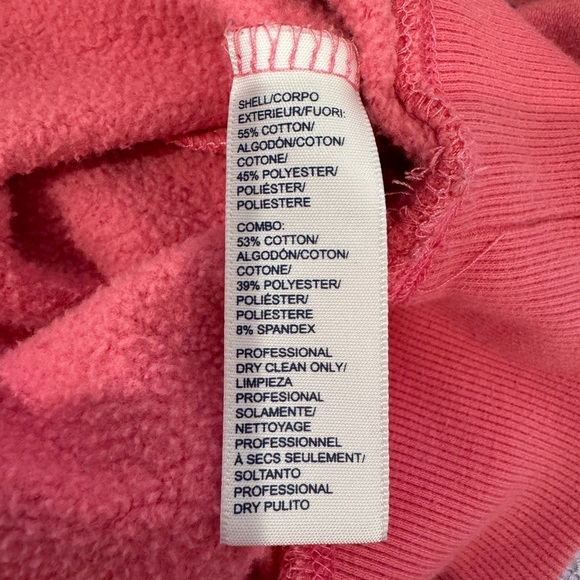 SHELL/CORPO
EXTERIEUR/FUORI:
55% COTTON/
ALGODÓN/COTON/
COTONE/
45% POLYESTER/
POLIÉSTER/
POLIESTERE
COMBO:
53% COTTON/
ALGODÓN/COTON/
COTONE/
39% POLYESTER/
POLIÉSTER/
POLIESTERE
8% SPANDEX
PROFESSIONAL
DRY CLEAN ONLY/
LIMPIEZA
PROFESIONAL
SOLAMENTE/
NETTOYAGE
PROFESSIONNEL
À SECS SEULEMENT/
SOLTANTO
PROFESSIONAL
DRY PULITO